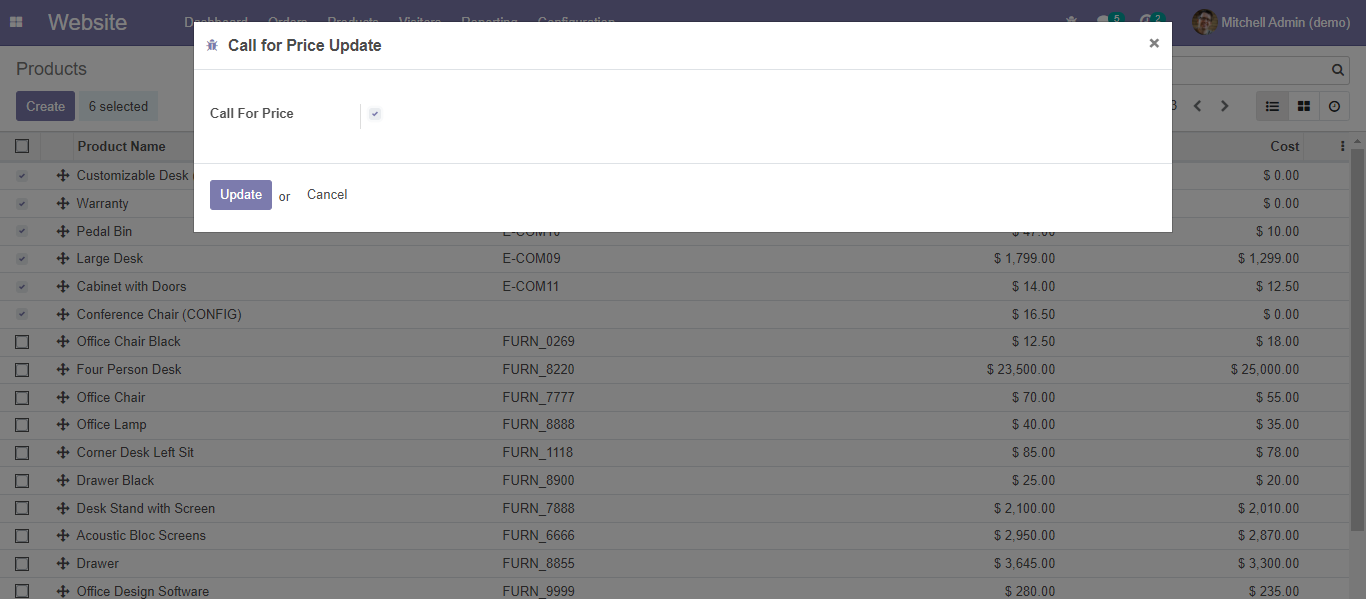 Website Dashboard Orders Products Visitors Reporting Configuration 5 2 Mitchell Admin (demo)
Call for Price Update ×
Products
Call For Price
Create 6 selected
Product Name Cost
Update or Cancel
Customizable Desk $ 0.00
Warranty $ 0.00
Pedal Bin E-COM10 $ 47.00 $ 10.00
Large Desk E-COM09 $ 1,799.00 $ 1,299.00
Cabinet with Doors E-COM11 $ 14.00 $ 12.50
Conference Chair (CONFIG) $ 16.50 $ 0.00
Office Chair Black FURN_0269 $ 12.50 $ 18.00
Four Person Desk FURN_8220 $ 23,500.00 $ 25,000.00
Office Chair FURN_7777 $ 70.00 $ 55.00
Office Lamp FURN_8888 $ 40.00 $ 35.00
Corner Desk Left Sit FURN_1118 $ 85.00 $ 78.00
Drawer Black FURN_8900 $ 25.00 $ 20.00
Desk Stand with Screen FURN_7888 $ 2,100.00 $ 2,010.00
Acoustic Bloc Screens FURN_6666 $ 2,950.00 $ 2,870.00
Drawer FURN_8855 $ 3,645.00 $ 3,300.00
Office Design Software FURN_9999 $ 280.00 $ 235.00